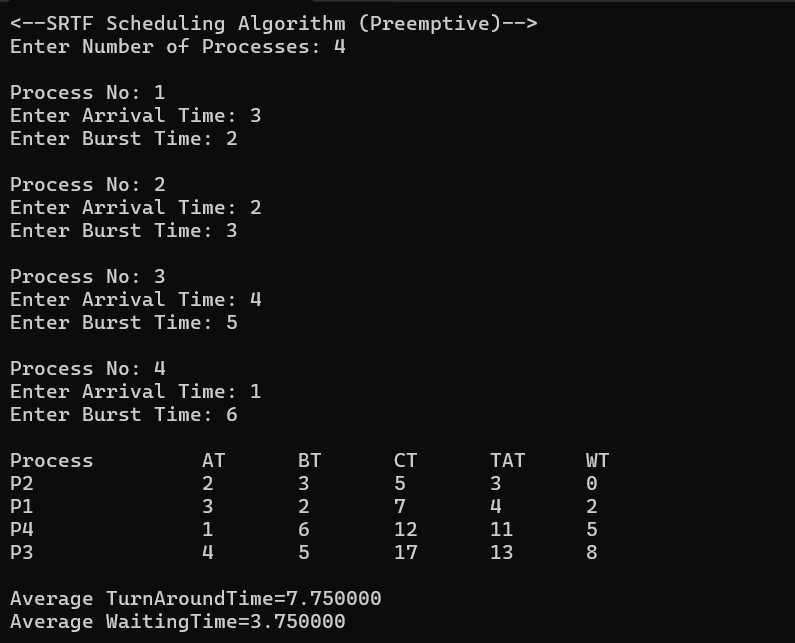 <--SRTF Scheduling Algorithm (Preemptive)-->
Enter Number of Processes: 4
Process No: 1
Enter Arrival Time: 3
Enter Burst Time: 2
Process No: 2
Enter Arrival Time: 2
Enter Burst Time: 3
Process No: 3
Enter Arrival Time: 4
Enter Burst Time: 5
Process No: 4
Enter Arrival Time: 1
Enter Burst Time: 6
Process AT BT CT TAT WT
P2 2 3 5 3 0
P1 3 2 7 4 2
P4 1 6 12 11 5
P3 4 5 17 13 8
Average TurnAroundTime=7.750000
Average WaitingTime=3.750000